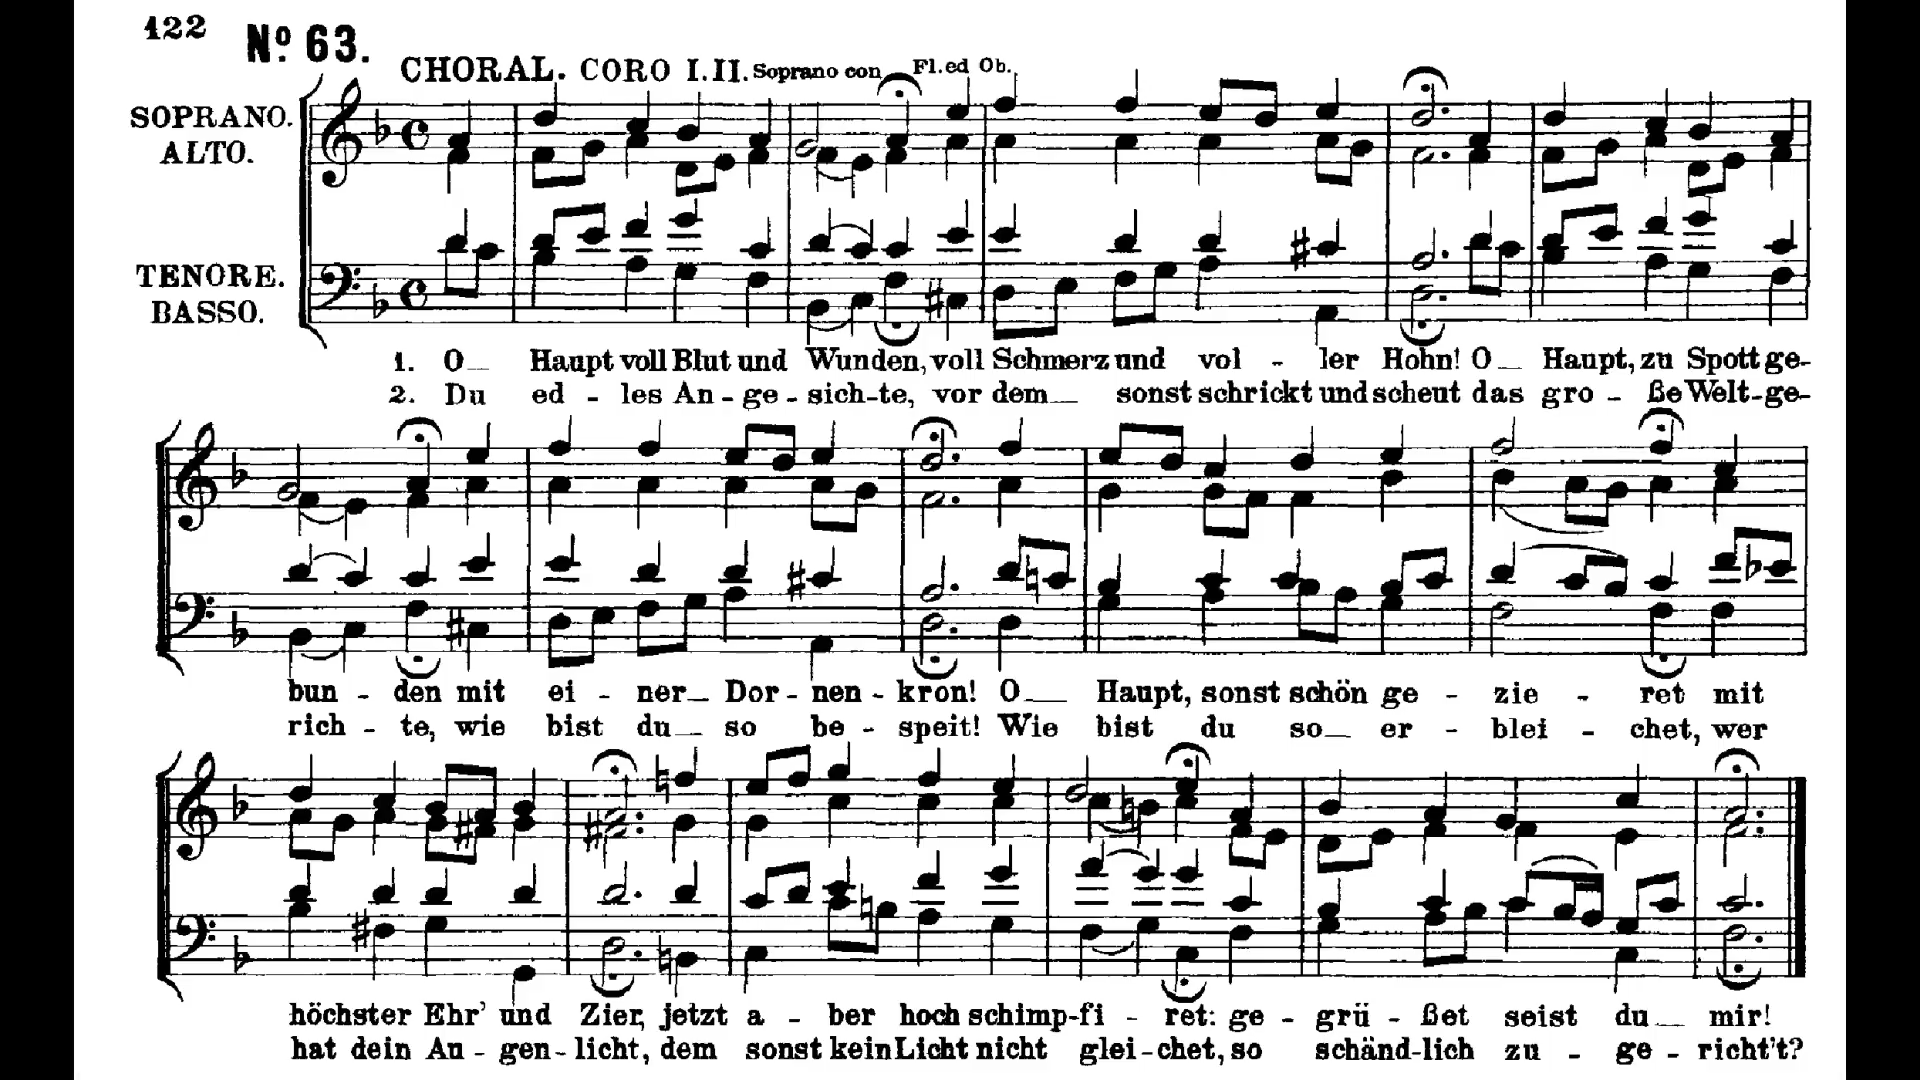 122
Nº 63.
CHORAL. CORO I.II. Soprano con Fl. ed Ob.
SOPRANO.
ALTO.
TENORE.
BASSO.
1. O Haupt voll Blut und Wunden, voll Schmerz und vol - ler Hohn! O Haupt, zu Spott ge-
2. Du ed - les An - ge - sich - te, vor dem sonst schrickt und scheut das gro - ße Welt - ge-
bun - den mit ei - ner Dor - nen - kron! O Haupt, sonst schön ge - zie - ret mit
rich - te, wie bist du so be - speit! Wie bist du so er - blei - chet, wer
höchster Ehr' und Zier, jetzt a - ber hoch schimp - fi - ret: ge - grü - ßet seist du mir!
hat dein Au - gen - licht, dem sonst kein Licht nicht glei - chet, so schänd - lich zu - ge - richt't?